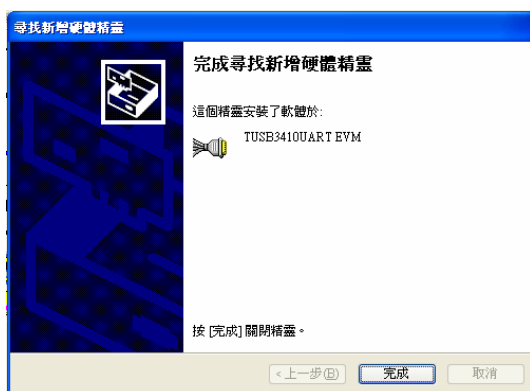 尋找新增硬體精靈
完成尋找新增硬體精靈
這個精靈安裝了軟體於:
TUSB3410UART EVM
按 [完成] 關閉精靈。
<上一步(B)
完成
取消